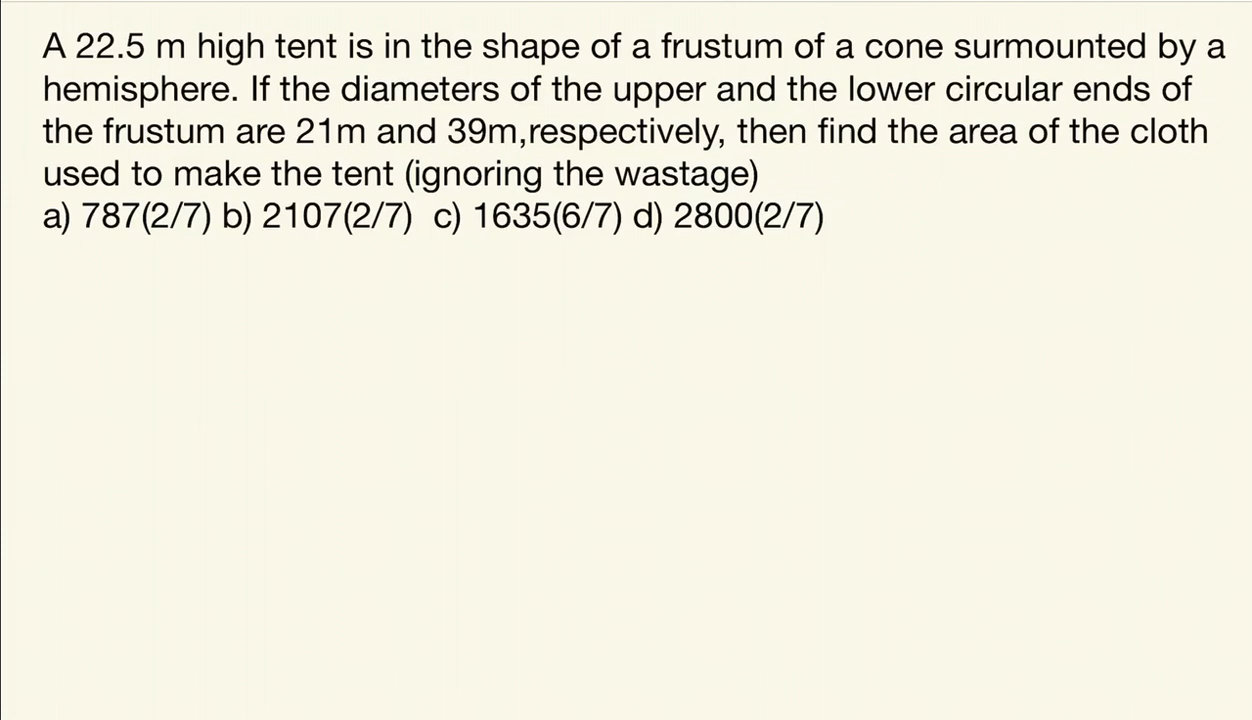 A 22.5 m high tent is in the shape of a frustum of a cone surmounted by a
hemisphere. If the diameters of the upper and the lower circular ends of
the frustum are 21m and 39m,respectively, then find the area of the cloth
used to make the tent (ignoring the wastage)
a) 787(2/7) b) 2107(2/7)  c) 1635(6/7) d) 2800(2/7)